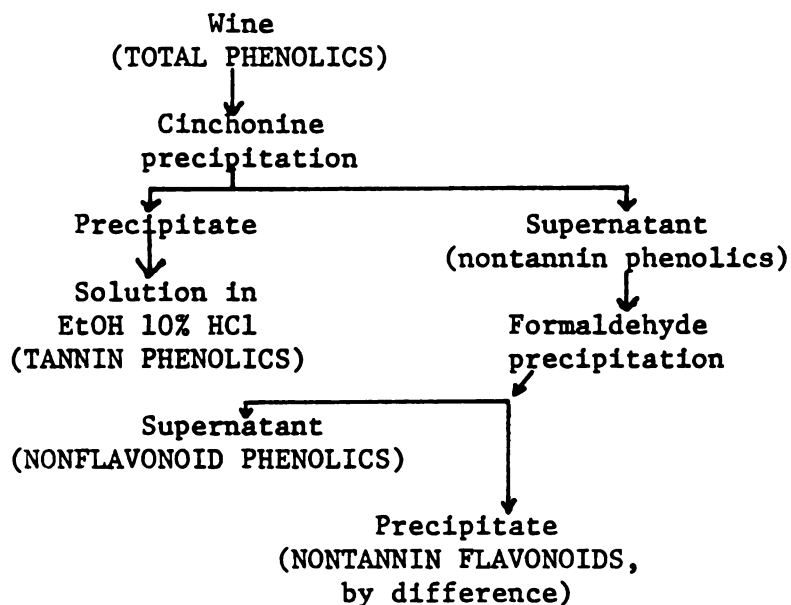 Wine
(TOTAL PHENOLICS)
Cinchonine
precipitation
Precipitate
Solution in
EtOH 10% HCl
(TANNIN PHENOLICS)
Supernatant
(nontannin phenolics)
Formaldehyde
precipitation
Supernatant
(NONFLAVONOID PHENOLICS)
Precipitate
(NONTANNIN FLAVONOIDS,
by difference)